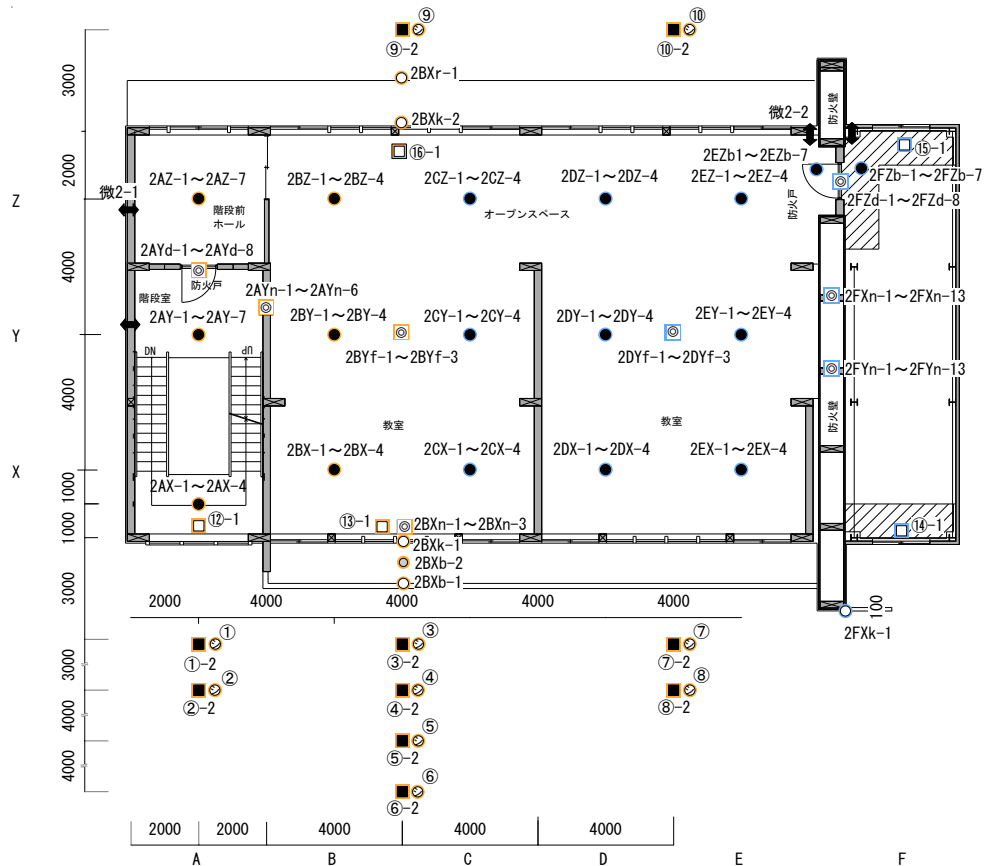 ⑨
⑩
⑨-2
⑩-2
3000
2BXr-1
2BXk-2
防火壁
微2-2
⑯-1
⑮-1
2000
2EZb1～2EZb-7
2FZb-1～2FZb-7
Z
微2-1
2AZ-1～2AZ-7
2BZ-1～2BZ-4
2CZ-1～2CZ-4
2DZ-1～2DZ-4
2EZ-1～2EZ-4
2FZd-1～2FZd-8
階段前
ホール
オープンスペース
防火戸
2AYd-1～2AYd-8
4000
階段室
防火戸
2AYn-1～2AYn-6
2FXn-1～2FXn-13
2AY-1～2AY-7
2BY-1～2BY-4
2CY-1～2CY-4
2DY-1～2DY-4
2EY-1～2EY-4
Y
DN
UP
2BYf-1～2BYf-3
2DYf-1～2DYf-3
2FYn-1～2FYn-13
4000
教室
教室
防火壁
2BX-1～2BX-4
2CX-1～2CX-4
2DX-1～2DX-4
2EX-1～2EX-4
X
1000
2AX-1～2AX-4
⑫-1
⑬-1
2BXn-1～2BXn-3
⑭-1
1000
2BXk-1
2BXb-2
2BXb-1
3000
2000
4000
4000
4000
4000
100
2FXk-1
①
③
⑦
①-2
③-2
⑦-2
3000
②
④
⑧
②-2
④-2
⑧-2
4000
⑤
⑤-2
4000
⑥
⑥-2
2000
2000
4000
4000
4000
A
B
C
D
E
F